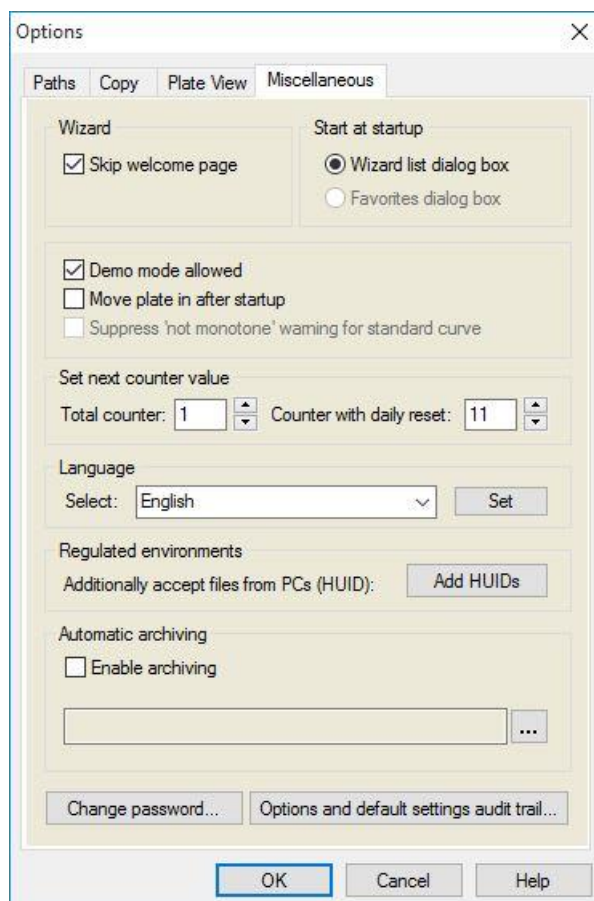 Options
Paths Copy Plate View Miscellaneous
Wizard
Skip welcome page
Start at startup
Wizard list dialog box
Favorites dialog box
Demo mode allowed
Move plate in after startup
Suppress 'not monotone' warning for standard curve
Set next counter value
Total counter: 1 Counter with daily reset: 11
Language
Select: English Set
Regulated environments
Additionally accept files from PCs (HUID): Add HUIDs
Automatic archiving
Enable archiving
...
Change password... Options and default settings audit trail...
OK Cancel Help